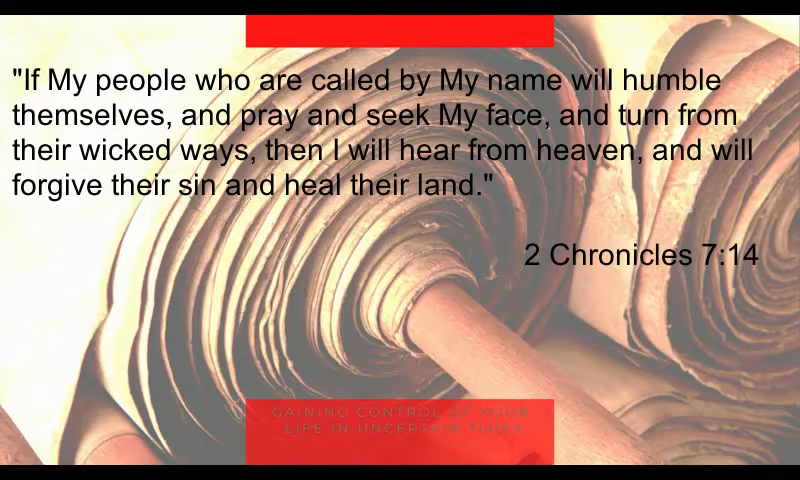 "If My people who are called by My name will humble
themselves, and pray and seek My face, and turn from
their wicked ways, then I will hear from heaven, and will
forgive their sin and heal their land."
2 Chronicles 7:14
GAINING CONTROL OF YOUR
LIFE IN UNCERTAIN TIMES